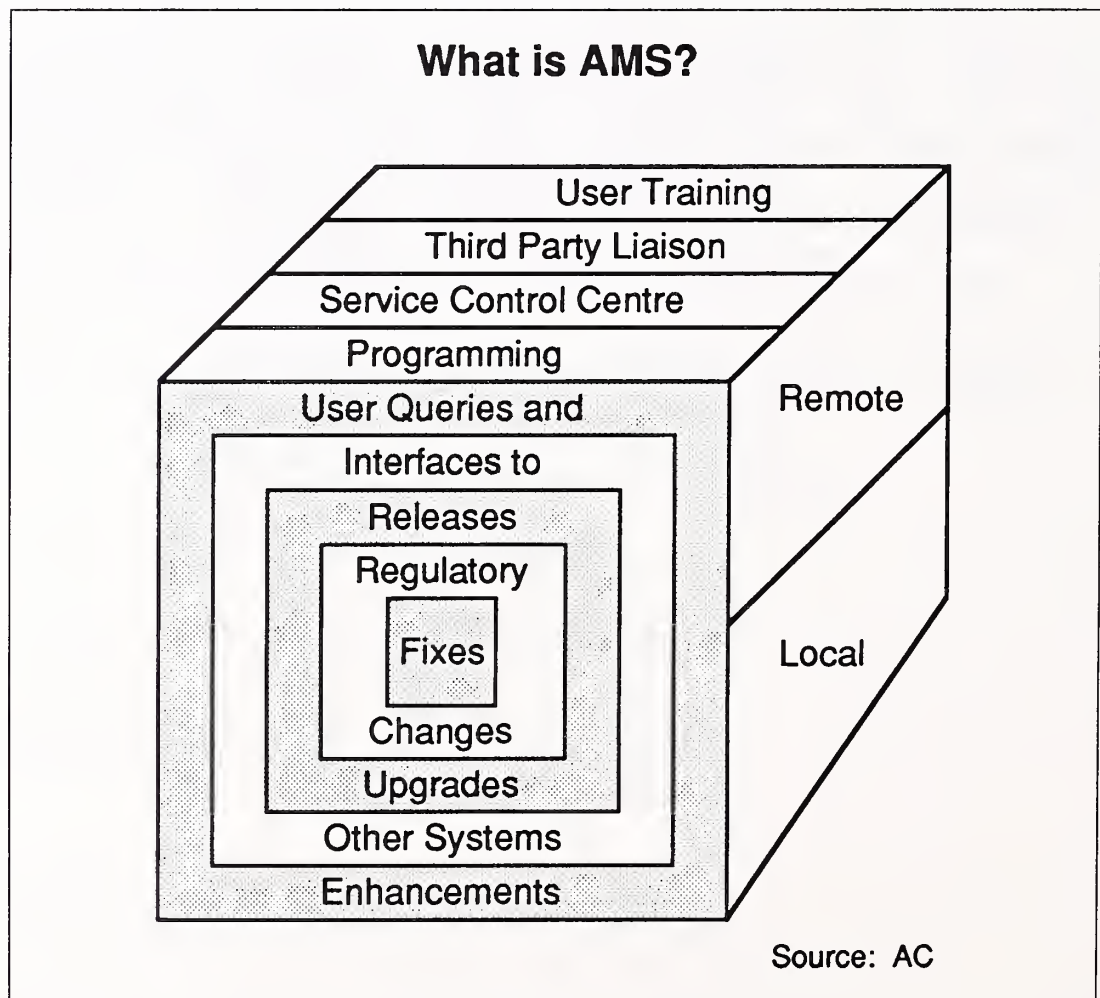 What is AMS?
User Training
Third Party Liaison
Service Control Centre
Programming
User Queries and
Interfaces to
Releases
Regulatory
Fixes
Changes
Upgrades
Other Systems
Enhancements
Remote
Local
Source: AC